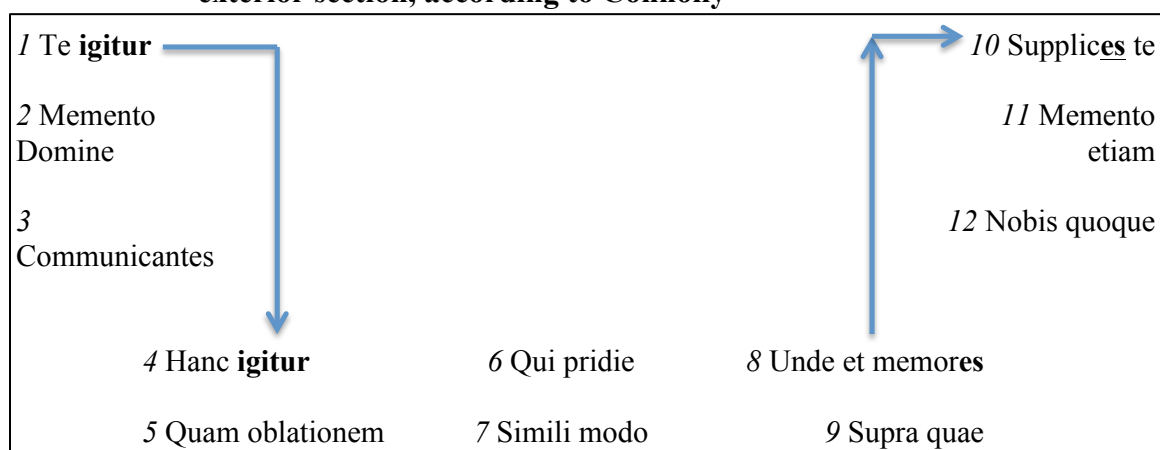 exterior section, according to Connolly
1 Te igitur
10 Supplices te
2 Memento
Domine
11 Memento
etiam
3
Communicantes
12 Nobis quoque
4 Hanc igitur
6 Qui pridie
8 Unde et memores
5 Quam oblationem
7 Simili modo
9 Supra quae